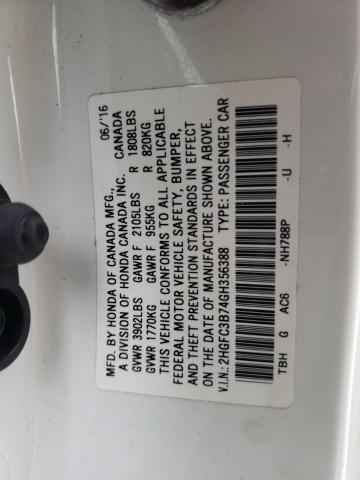 MFD. BY HONDA OF CANADA MFG., 06/'16
A DIVISION OF HONDA CANADA INC. CANADA
GVWR 3902LBS GAWR F 2105LBS R 1808LBS
GVWR 1770KG GAWR F 955KG R 820KG
THIS VEHICLE CONFORMS TO ALL APPLICABLE
FEDERAL MOTOR VEHICLE SAFETY, BUMPER,
AND THEFT PREVENTION STANDARDS IN EFFECT
ON THE DATE OF MANUFACTURE SHOWN ABOVE.
V.I.N.: 2HGFC3B74GH356388 TYPE: PASSENGER CAR
TBH G AC6 -NH788P -U -H